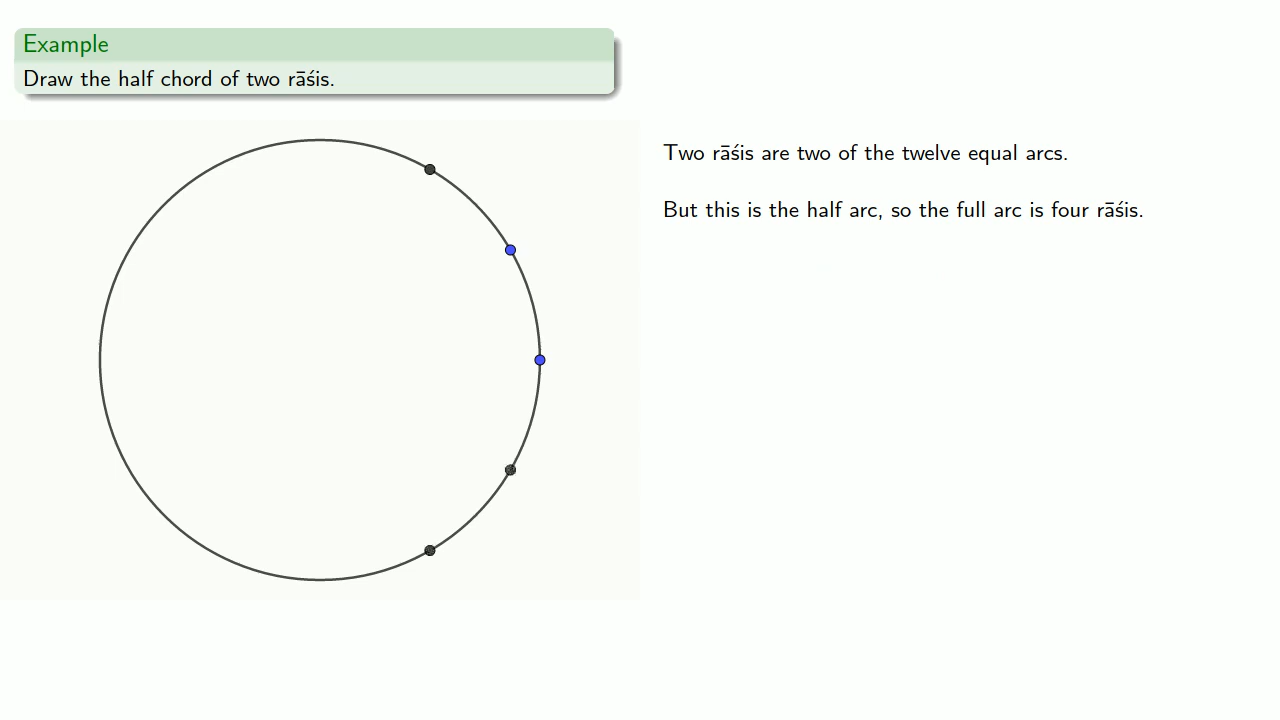 Example
Draw the half chord of two rāśis.
Two rāśis are two of the twelve equal arcs.
But this is the half arc, so the full arc is four rāśis.